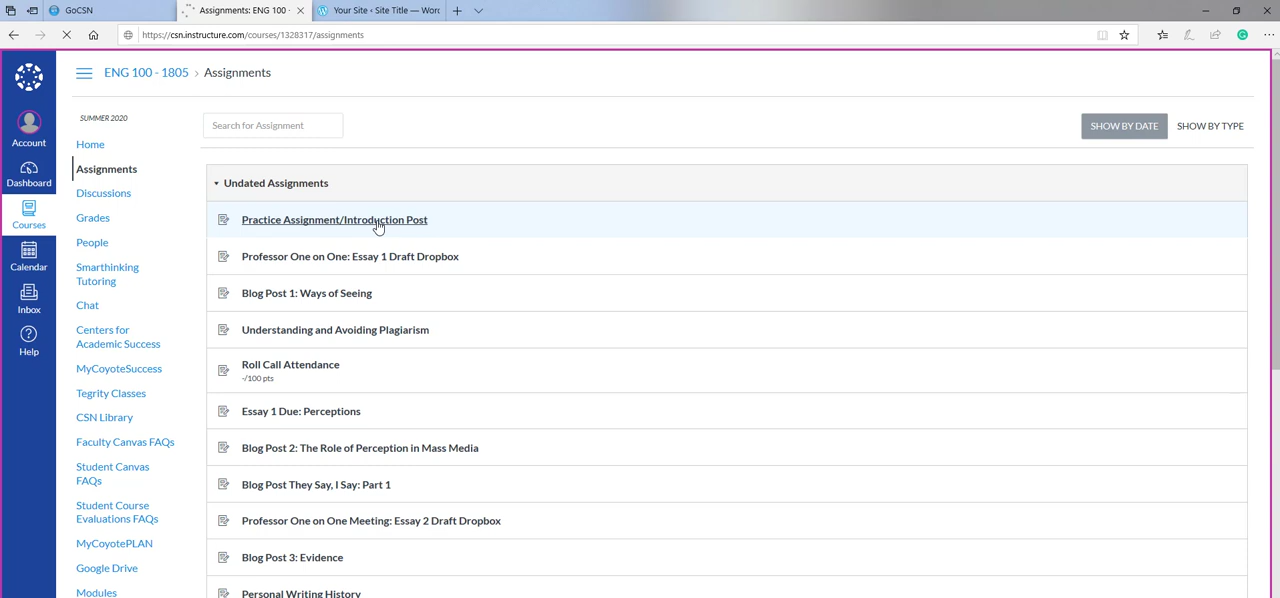 GoCSN
Assignments: ENG 100 -
Your Site ‹ Site Title — Worc
https://csn.instructure.com/courses/1328317/assignments
ENG 100 - 1805 › Assignments
Account
Dashboard
Courses
Calendar
Inbox
Help
SUMMER 2020
Home
Assignments
Discussions
Grades
People
Smarthinking
Tutoring
Chat
Centers for
Academic Success
MyCoyoteSuccess
Tegrity Classes
CSN Library
Faculty Canvas FAQs
Student Canvas
FAQs
Student Course
Evaluations FAQs
MyCoyotePLAN
Google Drive
Modules
Search for Assignment
SHOW BY DATE
SHOW BY TYPE
Undated Assignments
Practice Assignment/Introduction Post
Professor One on One: Essay 1 Draft Dropbox
Blog Post 1: Ways of Seeing
Understanding and Avoiding Plagiarism
Roll Call Attendance
-/100 pts
Essay 1 Due: Perceptions
Blog Post 2: The Role of Perception in Mass Media
Blog Post They Say, I Say: Part 1
Professor One on One Meeting: Essay 2 Draft Dropbox
Blog Post 3: Evidence
Personal Writing History